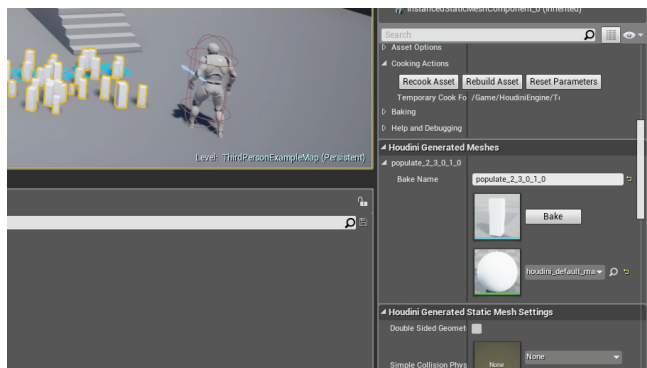 InstancedStaticMeshComponent_0 (Inherited)
Search
Asset Options
Cooking Actions
Recook Asset Rebuild Asset Reset Parameters
Temporary Cook Fo /Game/HoudiniEngine/T
Baking
Help and Debugging
Level: ThirdPersonExampleMap (Persistent)
Houdini Generated Meshes
populate_2_3_0_1_0
Bake Name populate_2_3_0_1_0
Bake
houdini_default_ma
Houdini Generated Static Mesh Settings
Double Sided Geomet
Simple Collision Phys None None